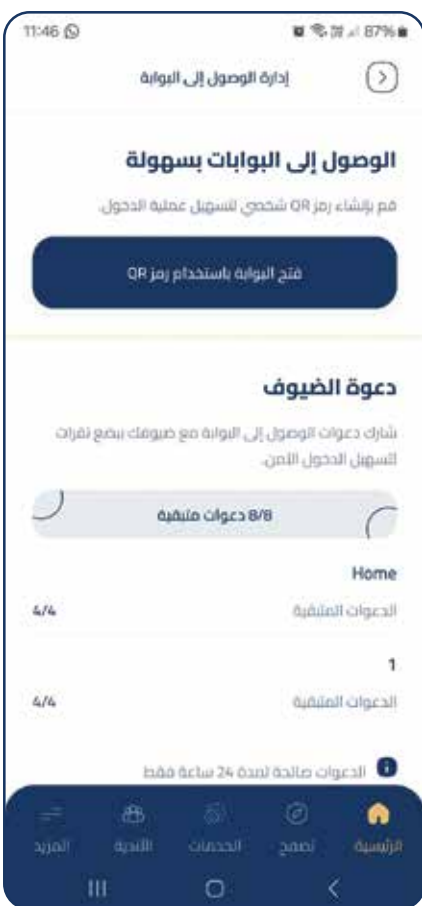 11:46
87%
إدارة الوصول إلى البوابة
الوصول إلى البوابات بسهولة
قم بإنشاء رمز QR شخصي لتسهيل عملية الدخول.
فتح البوابة باستخدام رمز QR
دعوة الضيوف
شارك دعوات الوصول إلى البوابة مع ضيوفك ببضع نقرات
لتسهيل الدخول الآمن.
8/8 دعوات متبقية
Home
الدعوات المتبقية 4/4
1
الدعوات المتبقية 4/4
الدعوات صالحة لمدة 24 ساعة فقط
الرئيسية تصفح الخدمات الأندية المزيد